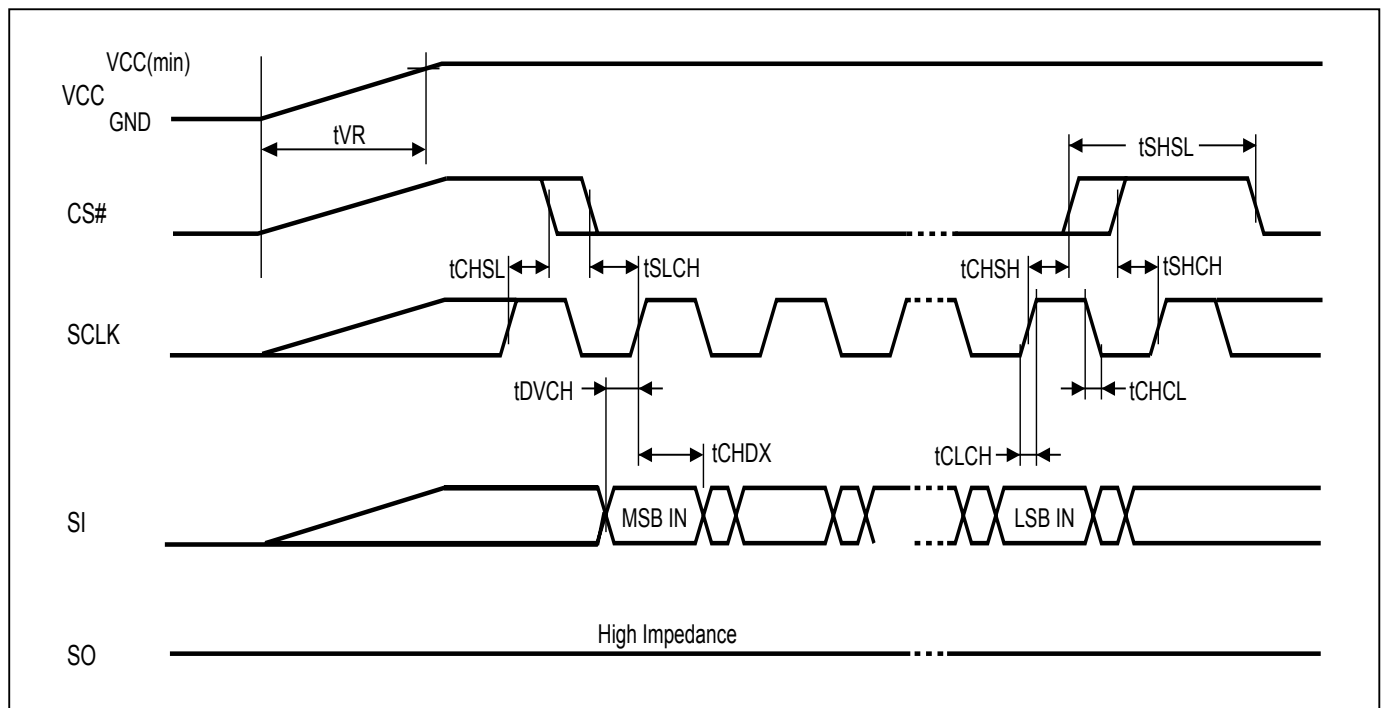 VCC(min)
VCC
GND
tVR
tSHSL
CS#
tCHSL
tSLCH
tCHSH
tSHCH
SCLK
tDVCH
tCHCL
tCHDX
tCLCH
SI
MSB IN
LSB IN
High Impedance
SO